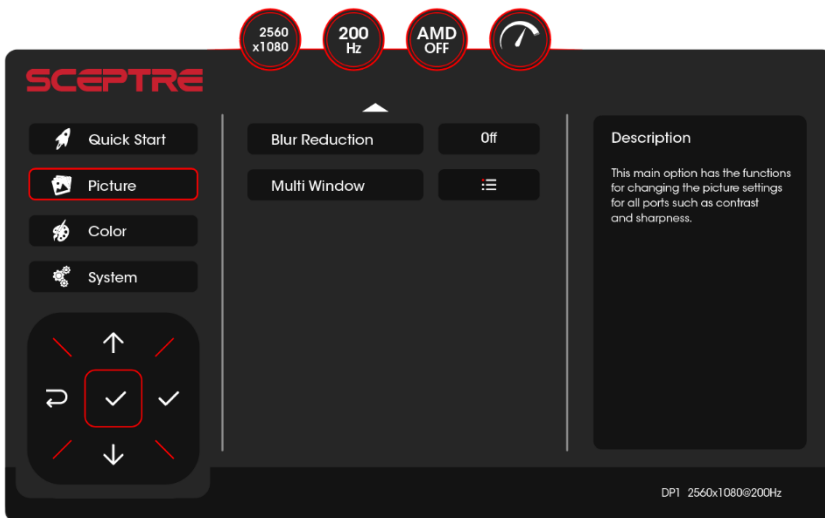 2560
x1080
200
Hz
AMD
OFF
SCEPTRE
Quick Start
Picture
Color
System
Blur Reduction
Off
Multi Window
Description
This main option has the functions
for changing the picture settings
for all ports such as contrast
and sharpness.
DP1 2560x1080@200Hz